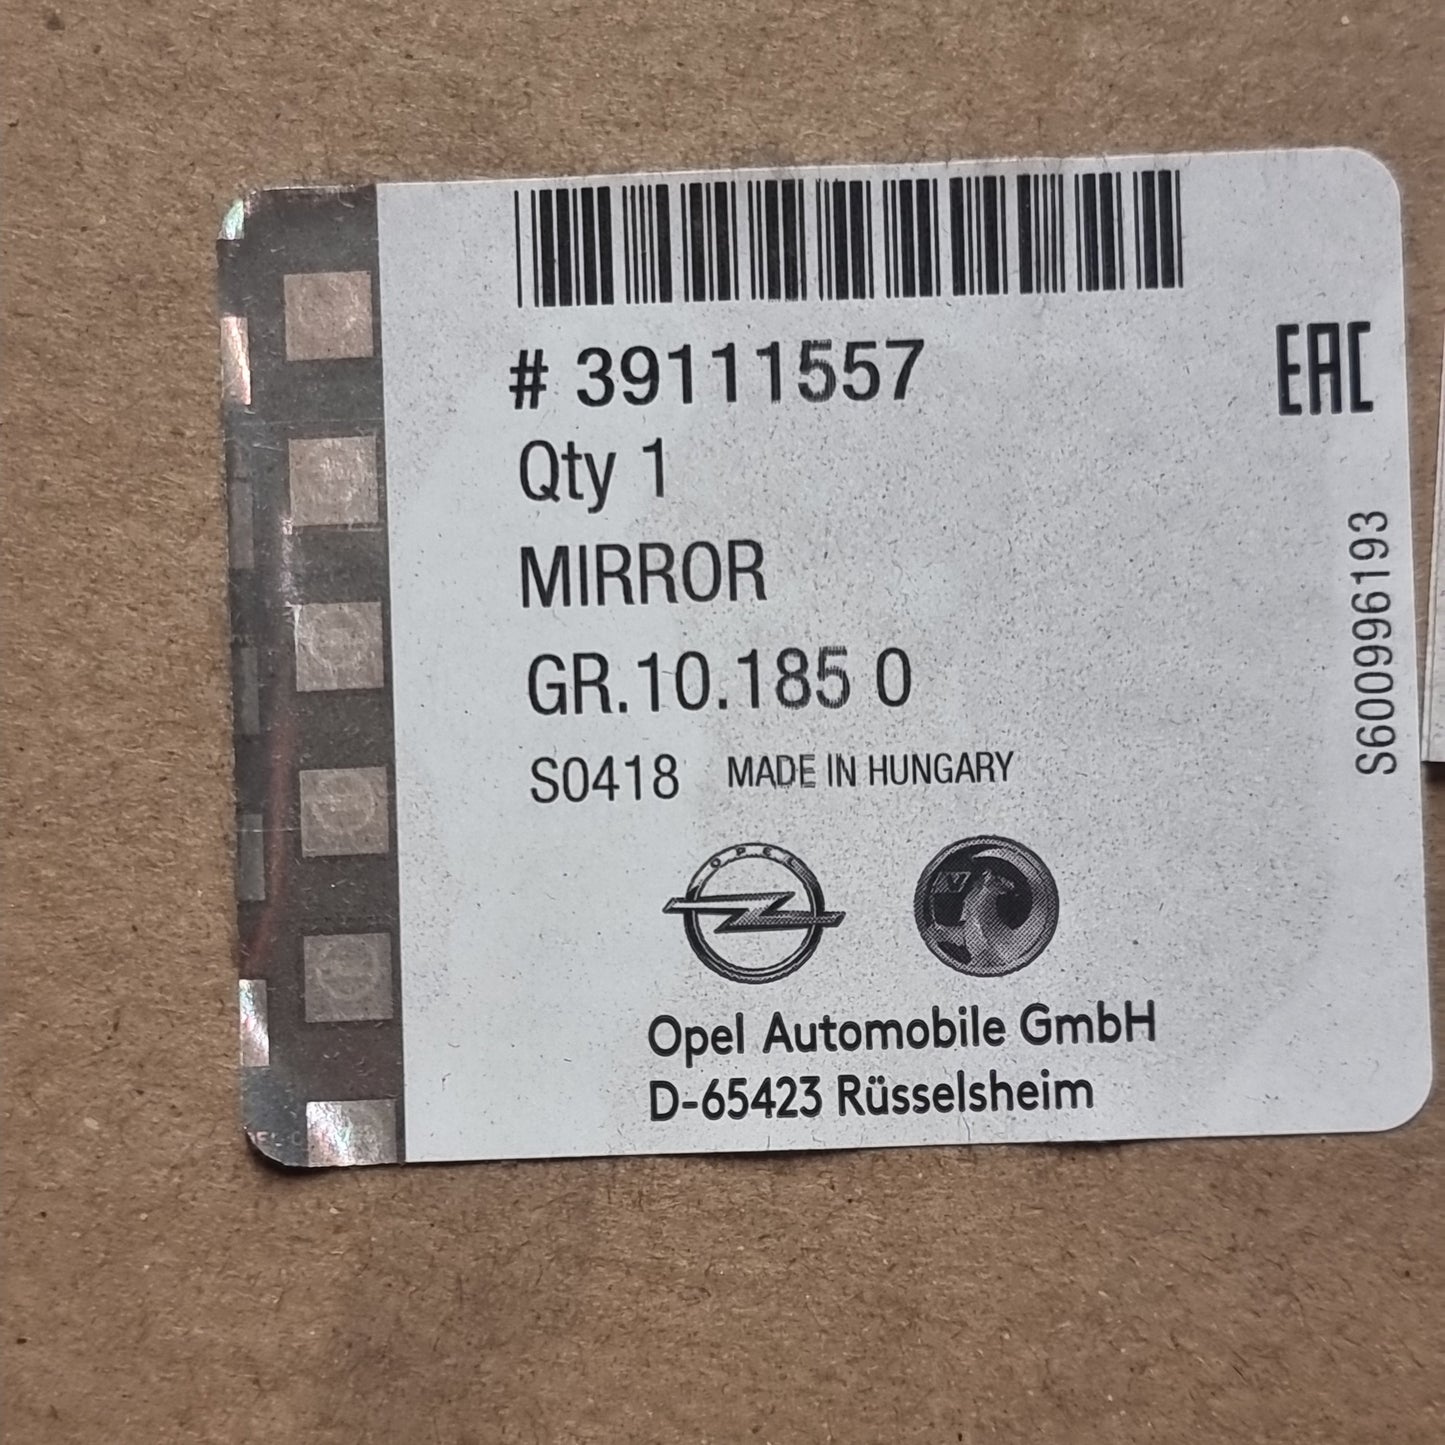 # 39111557
EAC
Qty 1
MIRROR
GR.10.185 0
S0418 MADE IN HUNGARY
S600996193
OPEL
Opel Automobile GmbH
D-65423 Rüsselsheim